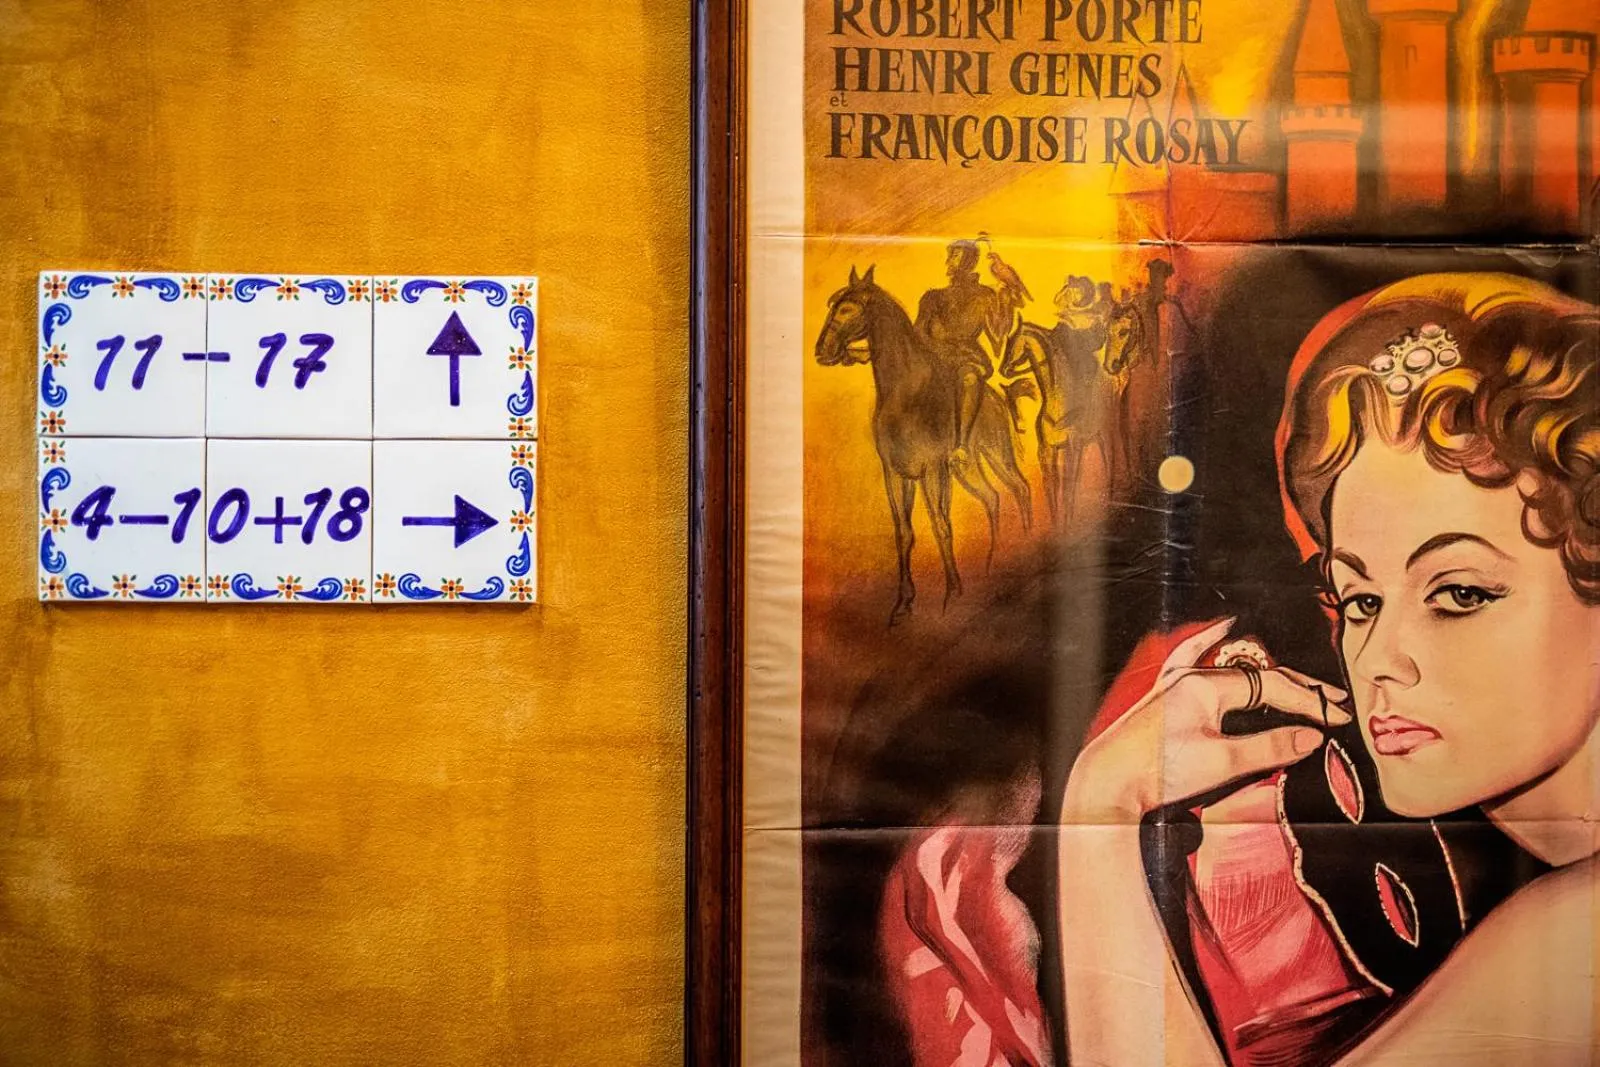 11 - 17 ↑
4-10+18 →
ROBERT PORTE
HENRI GENES
et
FRANÇOISE ROSAY